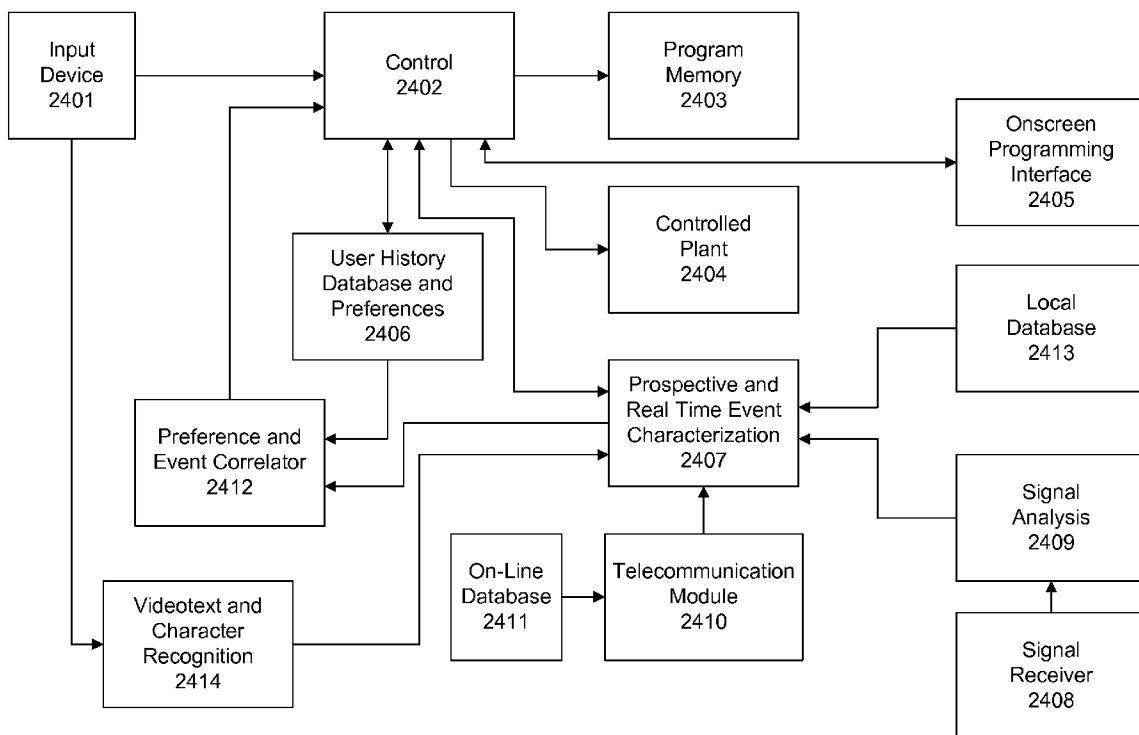 Input
Device
2401
Control
2402
Program
Memory
2403
Onscreen
Programming
Interface
2405
Controlled
Plant
2404
User History
Database and
Preferences
2406
Local
Database
2413
Prospective and
Real Time Event
Characterization
2407
Preference and
Event Correlator
2412
Signal
Analysis
2409
On-Line
Database
2411
Telecommunication
Module
2410
Videotext and
Character
Recognition
2414
Signal
Receiver
2408